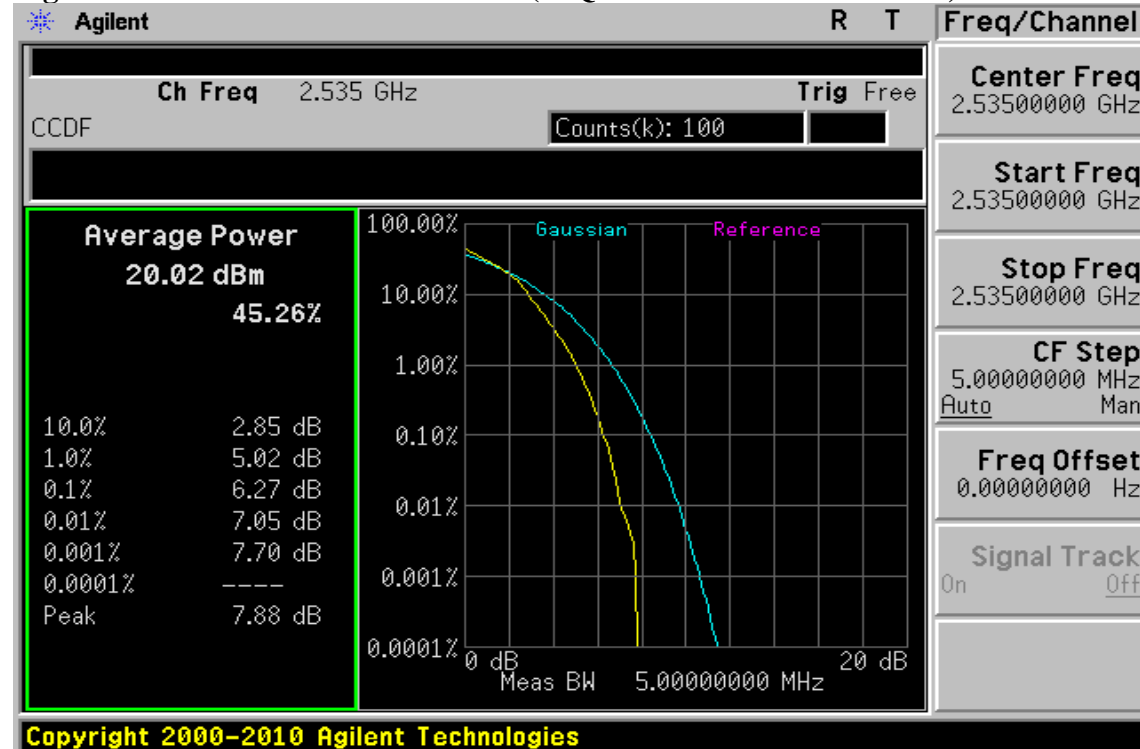 Agilent R T
Freq/Channel
Ch Freq 2.535 GHz Trig Free
CCDF Counts(k): 100
Average Power
20.02 dBm
45.26%
10.0% 2.85 dB
1.0% 5.02 dB
0.1% 6.27 dB
0.01% 7.05 dB
0.001% 7.70 dB
0.0001% ----
Peak 7.88 dB
Gaussian Reference
100.00%
10.00%
1.00%
0.10%
0.01%
0.001%
0.0001%
0 dB 20 dB
Meas BW 5.00000000 MHz
Center Freq
2.53500000 GHz
Start Freq
2.53500000 GHz
Stop Freq
2.53500000 GHz
CF Step
5.00000000 MHz
Auto Man
Freq Offset
0.00000000 Hz
Signal Track
On Off
Copyright 2000-2010 Agilent Technologies